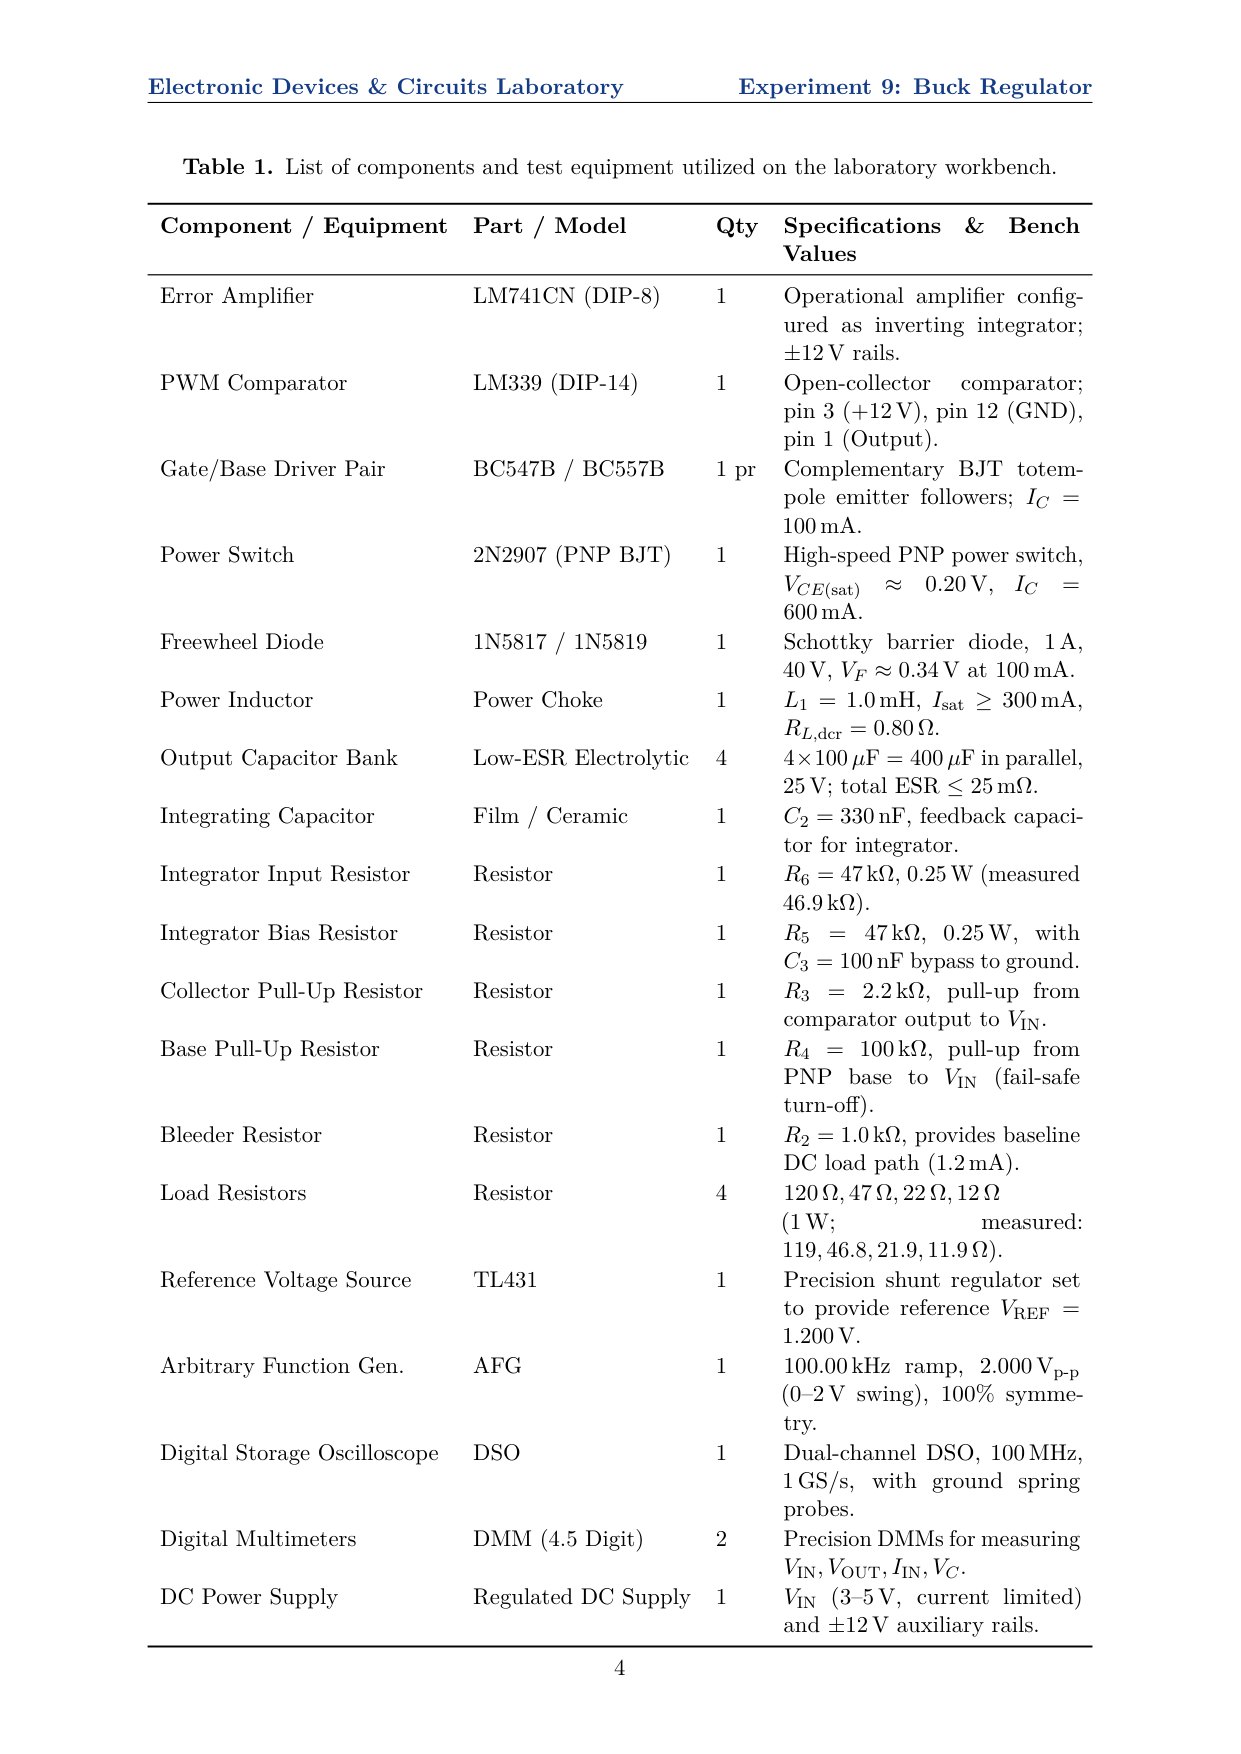 Electronic Devices & Circuits Laboratory Experiment 9: Buck Regulator
Table 1. List of components and test equipment utilized on the laboratory workbench.
Component / Equipment Part / Model Qty Specifications & Bench
Values
Error Amplifier LM741CN (DIP-8) 1 Operational amplifier config-
ured as inverting integrator;
±12 V rails.
PWM Comparator LM339 (DIP-14) 1 Open-collector comparator;
pin 3 (+12 V), pin 12 (GND),
pin 1 (Output).
Gate/Base Driver Pair BC547B / BC557B 1 pr Complementary BJT totem-
pole emitter followers; I_C =
100 mA.
Power Switch 2N2907 (PNP BJT) 1 High-speed PNP power switch,
V_CE(sat) ≈ 0.20 V, I_C =
600 mA.
Freewheel Diode 1N5817 / 1N5819 1 Schottky barrier diode, 1 A,
40 V, V_F ≈ 0.34 V at 100 mA.
Power Inductor Power Choke 1 L_1 = 1.0 mH, I_sat ≥ 300 mA,
R_L,dcr = 0.80 Ω.
Output Capacitor Bank Low-ESR Electrolytic 4 4×100 μF = 400 μF in parallel,
25 V; total ESR ≤ 25 mΩ.
Integrating Capacitor Film / Ceramic 1 C_2 = 330 nF, feedback capaci-
tor for integrator.
Integrator Input Resistor Resistor 1 R_6 = 47 kΩ, 0.25 W (measured
46.9 kΩ).
Integrator Bias Resistor Resistor 1 R_5 = 47 kΩ, 0.25 W, with
C_3 = 100 nF bypass to ground.
Collector Pull-Up Resistor Resistor 1 R_3 = 2.2 kΩ, pull-up from
comparator output to V_IN.
Base Pull-Up Resistor Resistor 1 R_4 = 100 kΩ, pull-up from
PNP base to V_IN (fail-safe
turn-off).
Bleeder Resistor Resistor 1 R_2 = 1.0 kΩ, provides baseline
DC load path (1.2 mA).
Load Resistors Resistor 4 120 Ω, 47 Ω, 22 Ω, 12 Ω
(1 W; measured:
119, 46.8, 21.9, 11.9 Ω).
Reference Voltage Source TL431 1 Precision shunt regulator set
to provide reference V_REF =
1.200 V.
Arbitrary Function Gen. AFG 1 100.00 kHz ramp, 2.000 V_p-p
(0–2 V swing), 100% symme-
try.
Digital Storage Oscilloscope DSO 1 Dual-channel DSO, 100 MHz,
1 GS/s, with ground spring
probes.
Digital Multimeters DMM (4.5 Digit) 2 Precision DMMs for measuring
V_IN, V_OUT, I_IN, V_C.
DC Power Supply Regulated DC Supply 1 V_IN (3–5 V, current limited)
and ±12 V auxiliary rails.
4